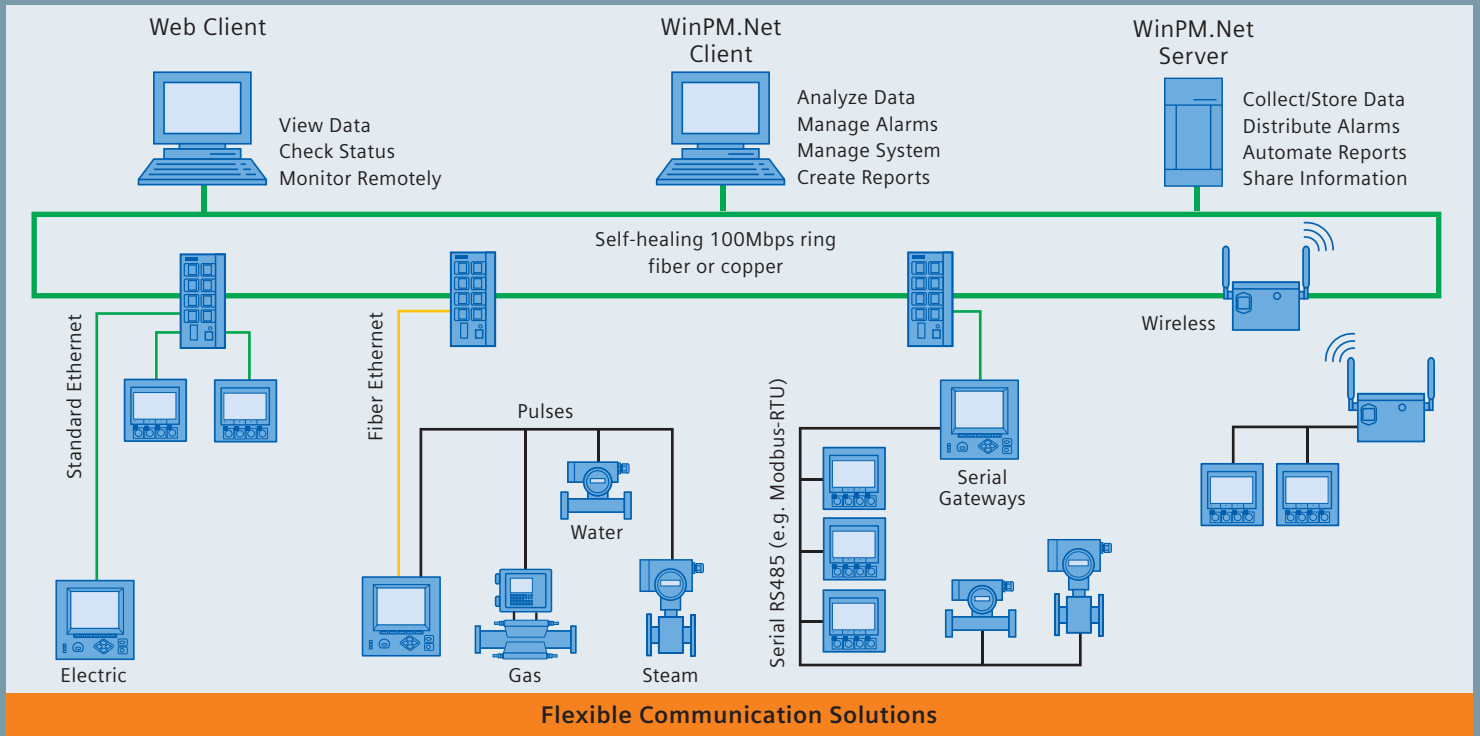 Web Client
View Data
Check Status
Monitor Remotely
WinPM.Net
Client
Analyze Data
Manage Alarms
Manage System
Create Reports
WinPM.Net
Server
Collect/Store Data
Distribute Alarms
Automate Reports
Share Information
Self-healing 100Mbps ring
fiber or copper
Standard Ethernet
Fiber Ethernet
Wireless
Pulses
Water
Serial RS485 (e.g. Modbus-RTU)
Serial
Gateways
Electric
Gas
Steam
Flexible Communication Solutions